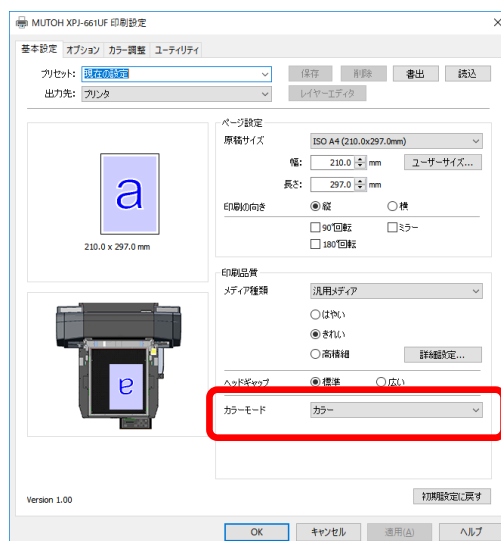 MUTOH XPJ-661UF 印刷設定
基本設定 オプション カラー調整 ユーティリティ
プリセット: 現在の設定 保存 削除 書出 読込
出力先: プリンタ レイヤーエディタ
a
210.0 x 297.0 mm
ページ設定
原稿サイズ ISO A4 (210.0x297.0mm)
幅: 210.0 mm ユーザーサイズ...
長さ: 297.0 mm
印刷の向き 縦 横
90°回転 ミラー
180°回転
印刷品質
メディア種類 汎用メディア
はやい
きれい
高精細 詳細設定...
ヘッドギャップ 標準 広い
カラーモード カラー
a
Version 1.00 初期設定に戻す
OK キャンセル 適用(A) ヘルプ